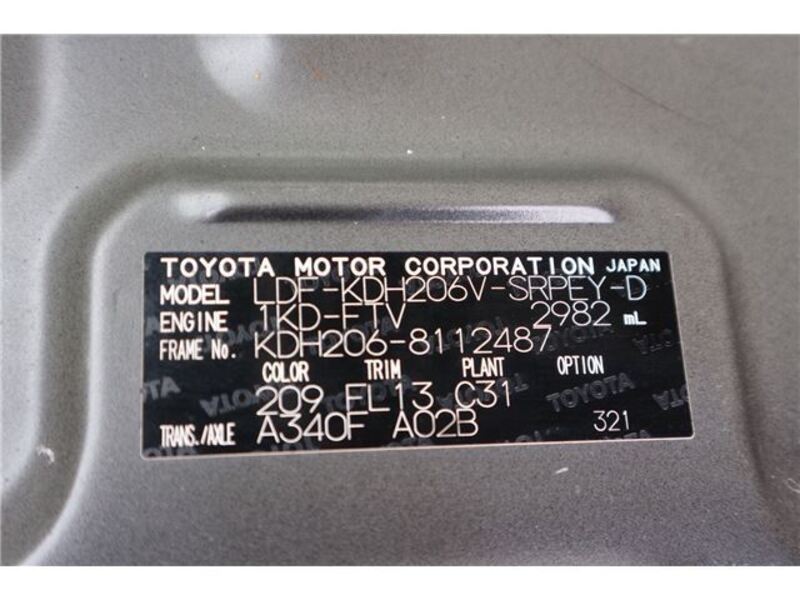 TOYOTA MOTOR CORPORATION JAPAN
MODEL LDF-KDH206V-SRPEY-D
ENGINE 1KD-FTV 2982 mL
FRAME No. KDH206-8112487
COLOR TRIM PLANT OPTION
209 FL13 C31
TRANS./AXLE A340F A02B 321